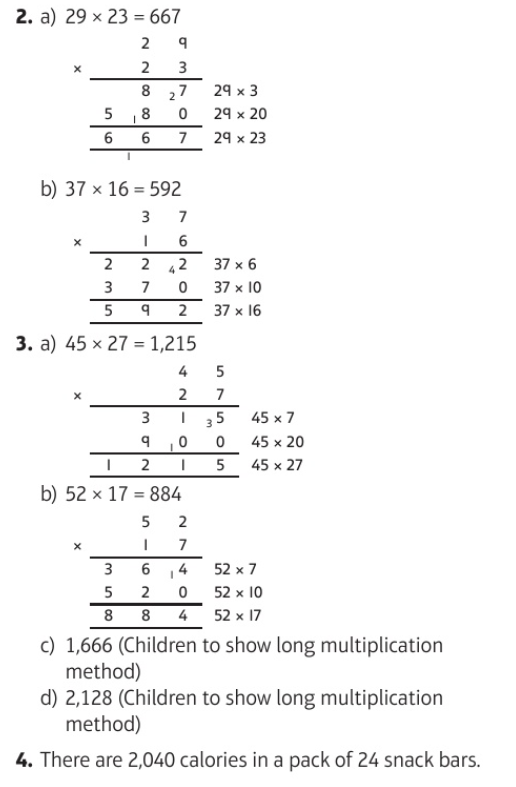 2. a) 29 × 23 = 667
2 9
× 2 3
8 2 7 29 × 3
5 1 8 0 29 × 20
6 6 7 29 × 23
1
b) 37 × 16 = 592
3 7
× 1 6
2 2 4 2 37 × 6
3 7 0 37 × 10
5 9 2 37 × 16
3. a) 45 × 27 = 1,215
4 5
× 2 7
3 1 3 5 45 × 7
9 1 0 0 45 × 20
1 2 1 5 45 × 27
b) 52 × 17 = 884
5 2
× 1 7
3 6 1 4 52 × 7
5 2 0 52 × 10
8 8 4 52 × 17
c) 1,666 (Children to show long multiplication
method)
d) 2,128 (Children to show long multiplication
method)
4. There are 2,040 calories in a pack of 24 snack bars.